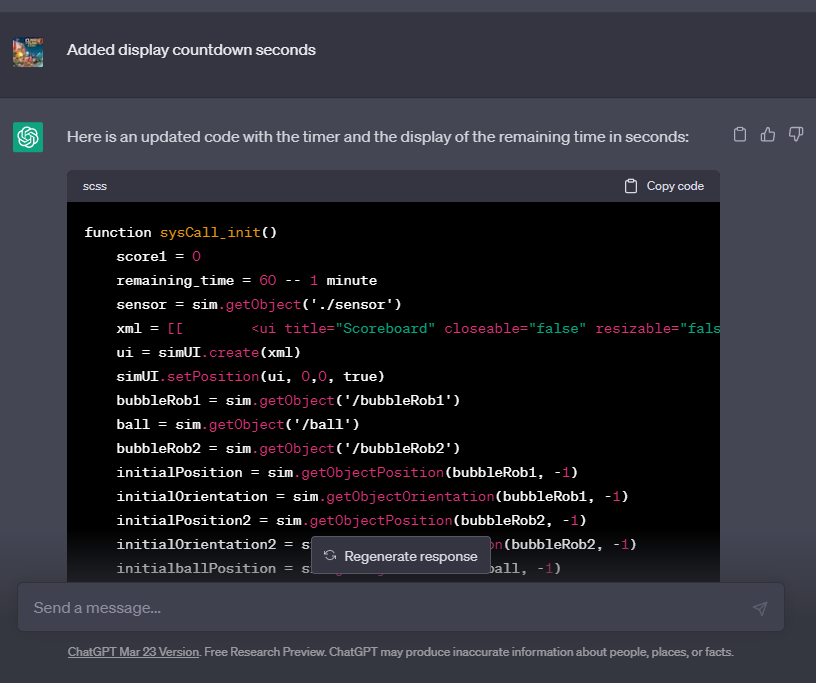 Added display countdown seconds
Here is an updated code with the timer and the display of the remaining time in seconds:
scss
Copy code
function sysCall_init()
score1 = 0
remaining_time = 60 -- 1 minute
sensor = sim.getObject('./sensor')
xml = [[ <ui title="Scoreboard" closeable="false" resizable="fals
ui = simUI.create(xml)
simUI.setPosition(ui, 0,0, true)
bubbleRob1 = sim.getObject('/bubbleRob1')
ball = sim.getObject('/ball')
bubbleRob2 = sim.getObject('/bubbleRob2')
initialPosition = sim.getObjectPosition(bubbleRob1, -1)
initialOrientation = sim.getObjectOrientation(bubbleRob1, -1)
initialPosition2 = sim.getObjectPosition(bubbleRob2, -1)
initialOrientation2 = s on(bubbleRob2, -1)
initialballPosition = s ball, -1)
Regenerate response
Send a message...
ChatGPT Mar 23 Version. Free Research Preview. ChatGPT may produce inaccurate information about people, places, or facts.